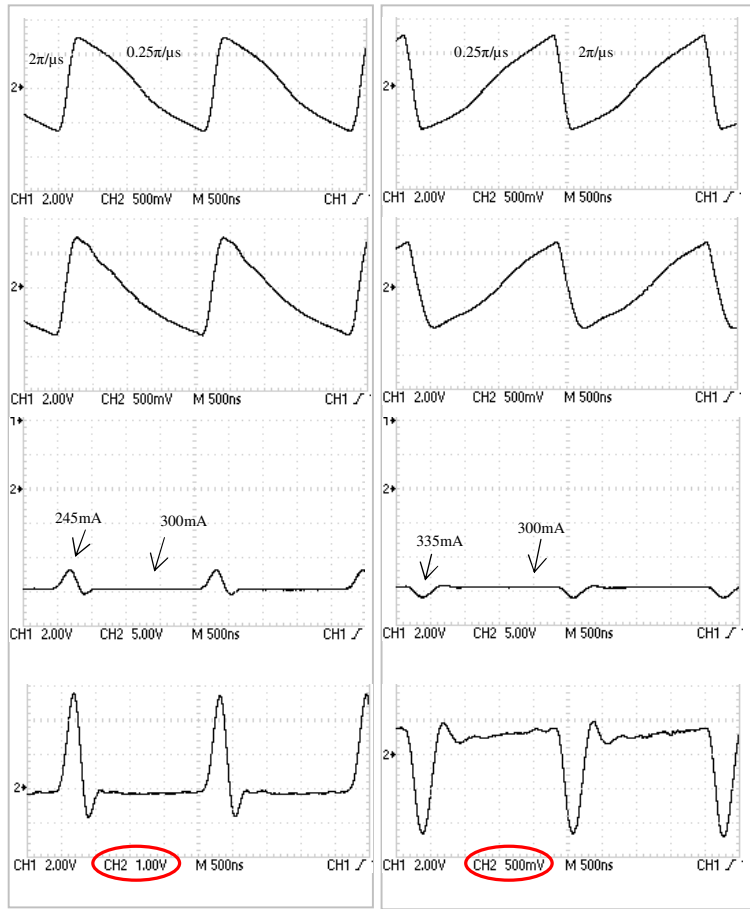 2π/µs 0.25π/µs
2
CH1 2.00V CH2 500mV M 500ns CH1
2
CH1 2.00V CH2 500mV M 500ns CH1
1
2
245mA 300mA
CH1 2.00V CH2 5.00V M 500ns CH1
2
CH1 2.00V CH2 1.00V M 500ns CH1
0.25π/µs 2π/µs
2
CH1 2.00V CH2 500mV M 500ns CH1
2
CH1 2.00V CH2 500mV M 500ns CH1
1
2
335mA 300mA
CH1 2.00V CH2 5.00V M 500ns CH1
2
CH1 2.00V CH2 500mV M 500ns CH1